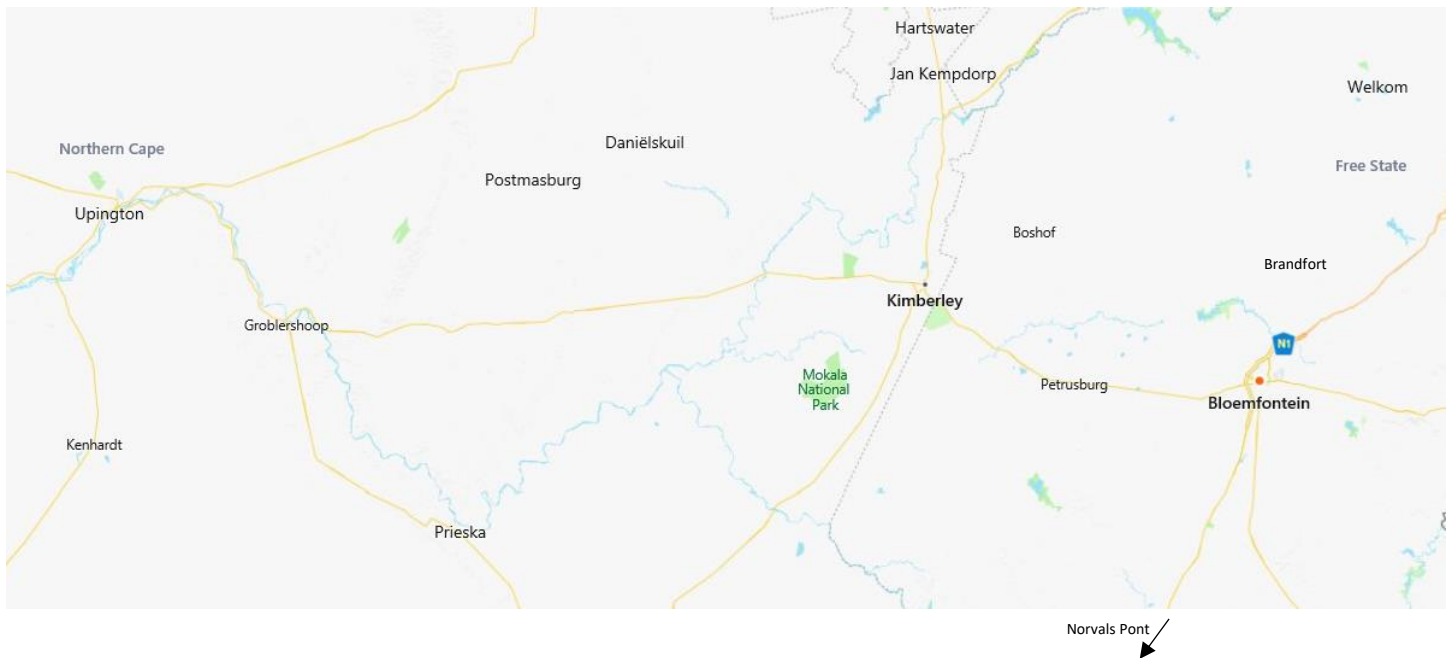 Hartswater
Jan Kempdorp
Welkom
Northern Cape
Daniëlskuil
Free State
Postmasburg
Upington
Boshof
Brandfort
Kimberley
Groblershoop
N1
Mokala
National
Park
Petrusburg
Bloemfontein
Kenhardt
Prieska
Norvals Pont